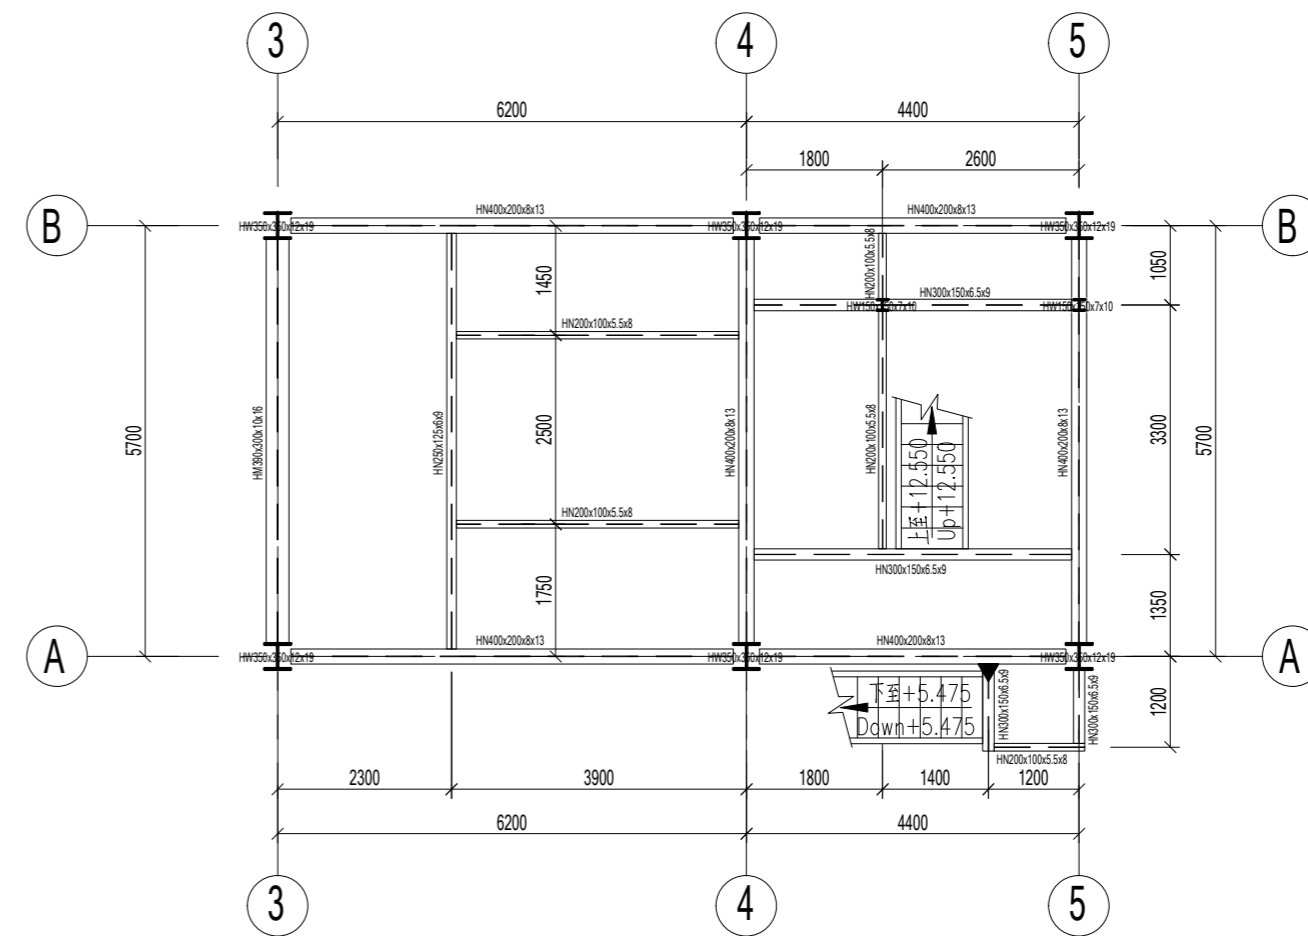 3
4
5
6200
4400
1800
2600
HN400x200x8x13
HN400x200x8x13
B
HW350x350x12x19
HW350x350x12x19
HW350x350x12x19
B
HN200x100x5.5x8
1450
1050
HN300x150x6.5x9
HW150x150x7x10
HW150x150x7x10
HN200x100x5.5x8
5700
HM390x300x10x16
HN250x125x6x9
2500
HN400x200x8x13
HN200x100x5.5x8
上至+12.550
Up+12.550
HN400x200x8x13
3300
5700
HN200x100x5.5x8
HN300x150x6.5x9
1750
1350
HN400x200x8x13
HN400x200x8x13
A
HW350x350x12x19
HW350x350x12x19
HW350x350x12x19
A
下至+5.475
Down+5.475
HN300x150x6.5x9
HN300x150x6.5x9
1200
HN200x100x5.5x8
2300
3900
1800
1400
1200
6200
4400
3
4
5